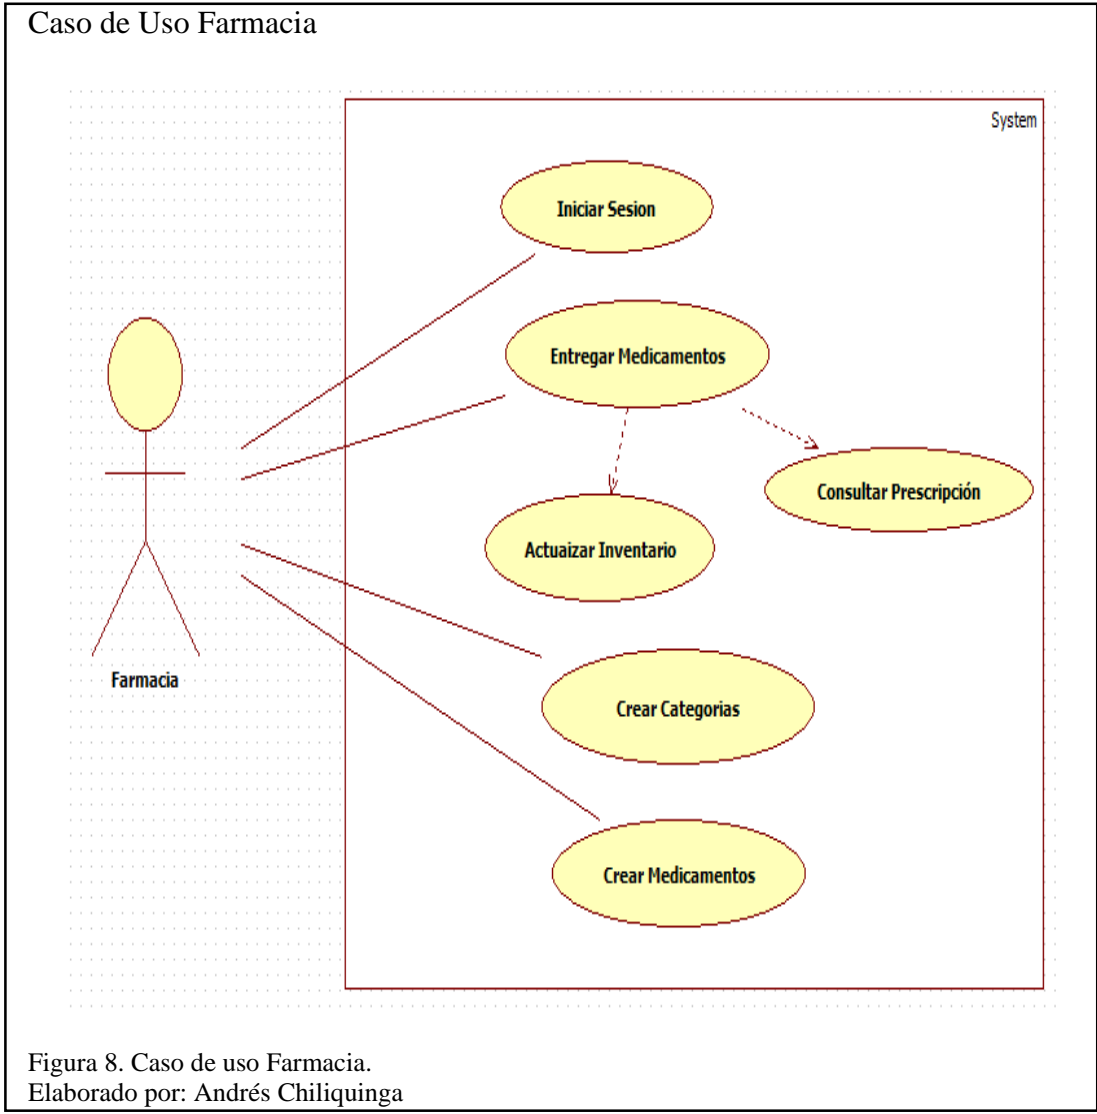 Caso de Uso Farmacia
System
Iniciar Sesion
Entregar Medicamentos
Consultar Prescripción
Actuaizar Inventario
Farmacia
Crear Categorias
Crear Medicamentos
Figura 8. Caso de uso Farmacia.
Elaborado por: Andrés Chiliquinga